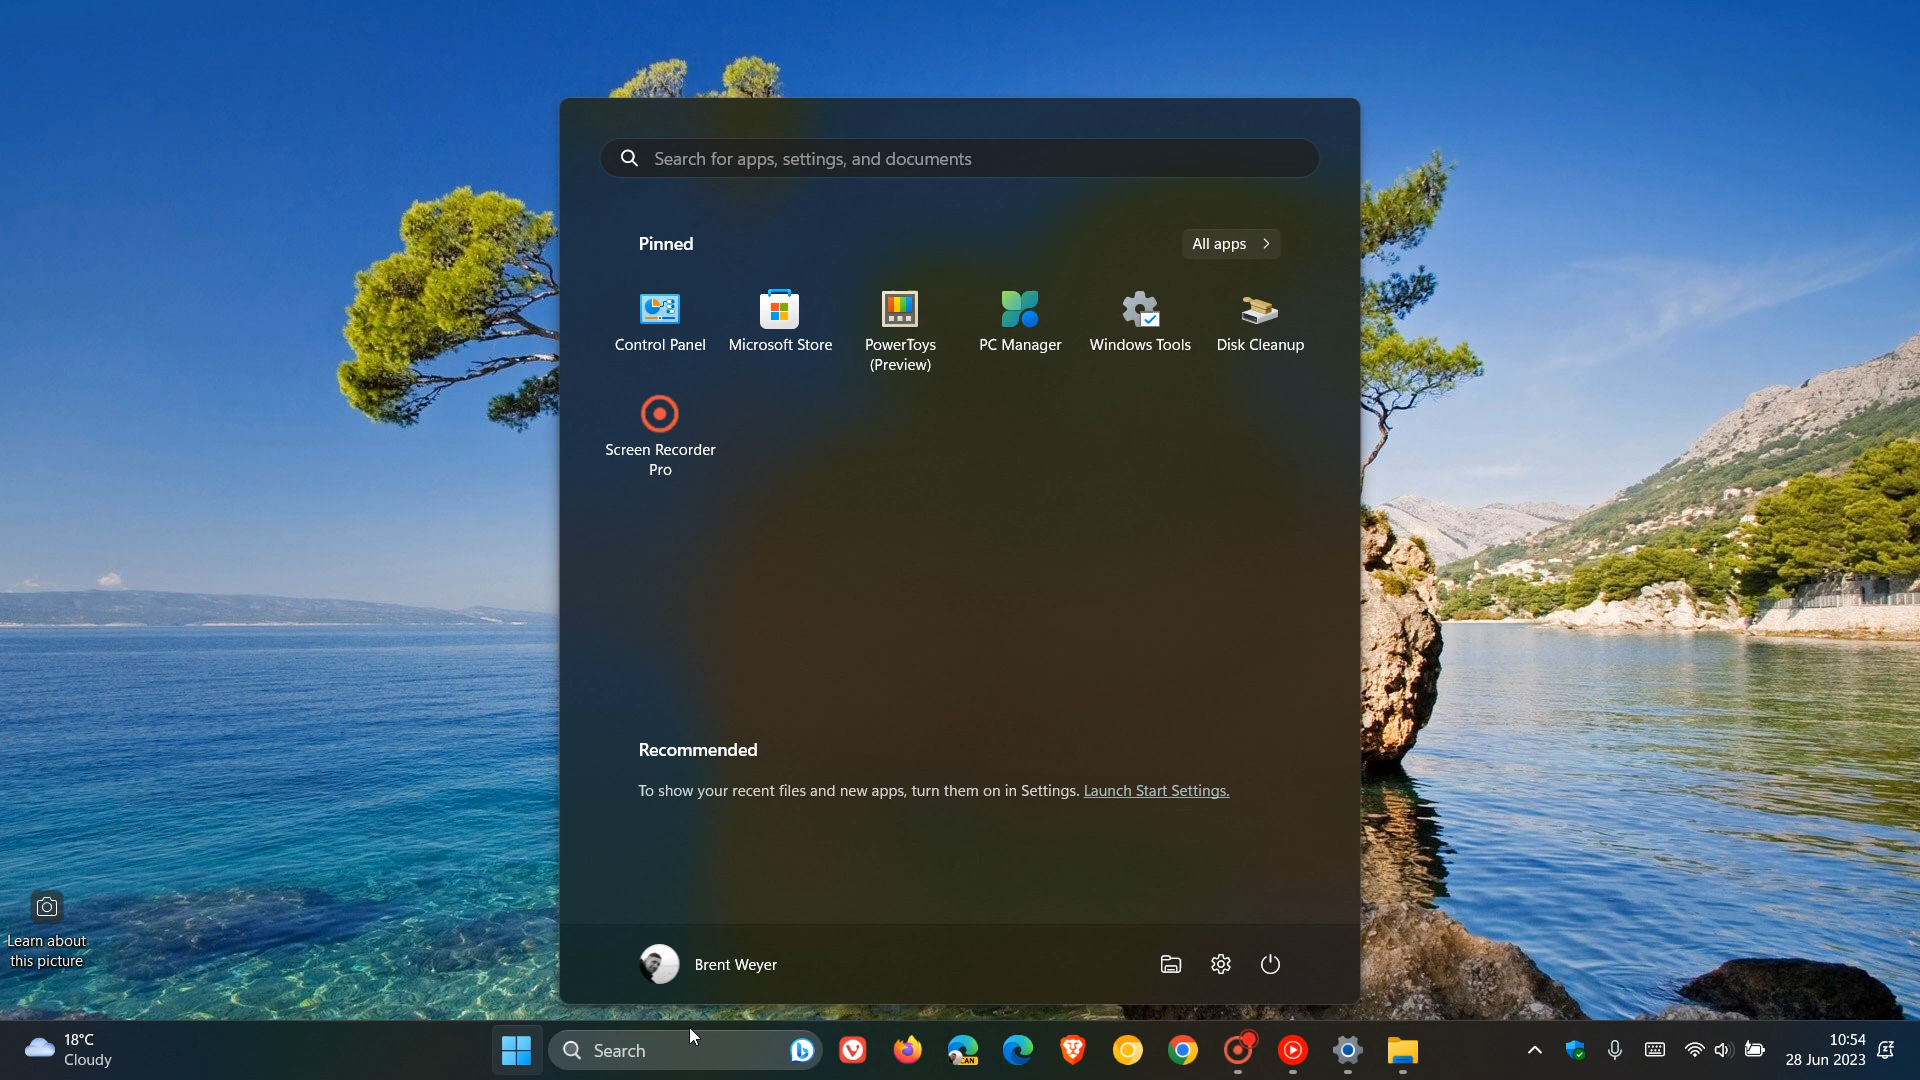 Search for apps, settings, and documents
Pinned
All apps
Control Panel
Microsoft Store
PowerToys
(Preview)
PC Manager
Windows Tools
Disk Cleanup
Screen Recorder
Pro
Recommended
To show your recent files and new apps, turn them on in Settings. Launch Start Settings.
Learn about
this picture
Brent Weyer
18°C
Cloudy
Search
CAN
10:54
28 Jun 2023